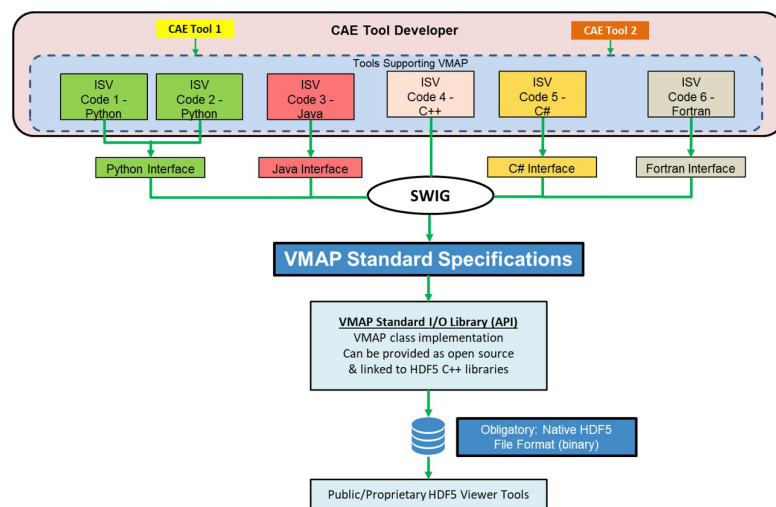 CAE Tool 1
CAE Tool Developer
CAE Tool 2
Tools Supporting VMAP
ISV
Code 1 -
Python
ISV
Code 2 -
Python
ISV
Code 3 -
Java
ISV
Code 4 -
C++
ISV
Code 5 -
C#
ISV
Code 6 -
Fortran
Python Interface
Java Interface
C# Interface
Fortran Interface
SWIG
VMAP Standard Specifications
VMAP Standard I/O Library (API)
VMAP class implementation
Can be provided as open source
& linked to HDF5 C++ libraries
Obligatory: Native HDF5
File Format (binary)
Public/Proprietary HDF5 Viewer Tools